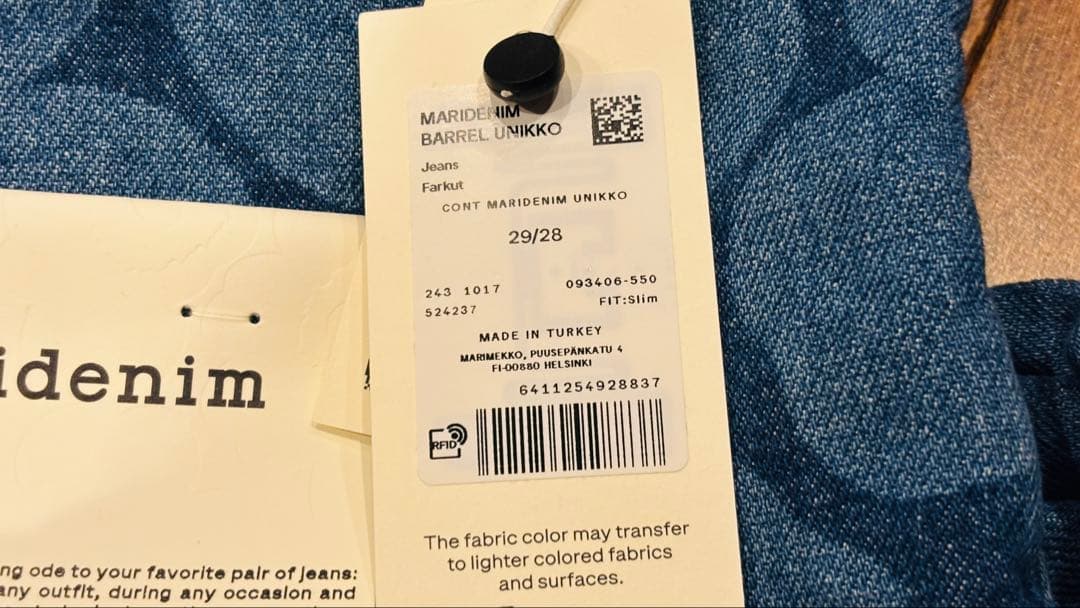 MARIDENIM
BARREL UNIKKO
Jeans
Farkut
CONT MARIDENIM UNIKKO
29/28
243 1017 093406-550
524237 FIT:Slim
MADE IN TURKEY
MARIMEKKO, PUUSEPÄNKATU 4
FI-00880 HELSINKI
6411254928837
RFID
The fabric color may transfer
to lighter colored fabrics
and surfaces.
idenim
ng ode to your favorite pair of jeans:
any outfit, during any occasion and